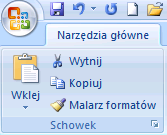 Narzędzia główne
Wklej
Wytnij
Kopiuj
Malarz formatów
Schowek